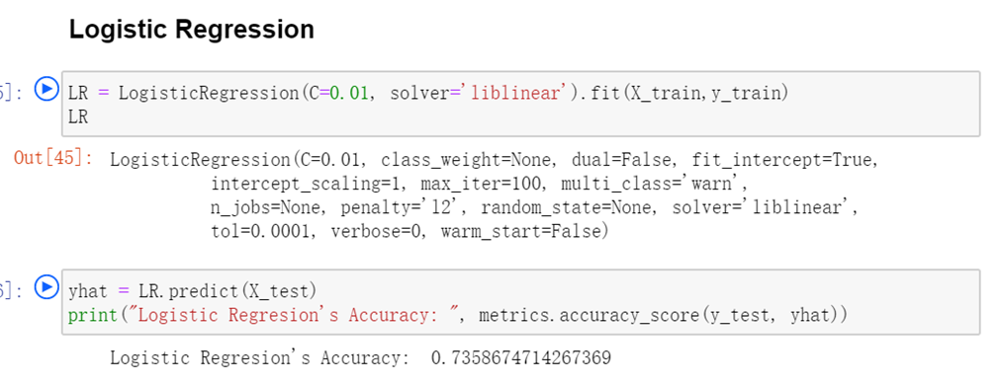 Logistic Regression
5]: LR = LogisticRegression(C=0.01, solver='liblinear').fit(X_train,y_train)
LR
Out[45]: LogisticRegression(C=0.01, class_weight=None, dual=False, fit_intercept=True,
intercept_scaling=1, max_iter=100, multi_class='warn',
n_jobs=None, penalty='l2', random_state=None, solver='liblinear',
tol=0.0001, verbose=0, warm_start=False)
6]: yhat = LR.predict(X_test)
print("Logistic Regresion's Accuracy: ", metrics.accuracy_score(y_test, yhat))
Logistic Regresion's Accuracy:  0.7358674714267369